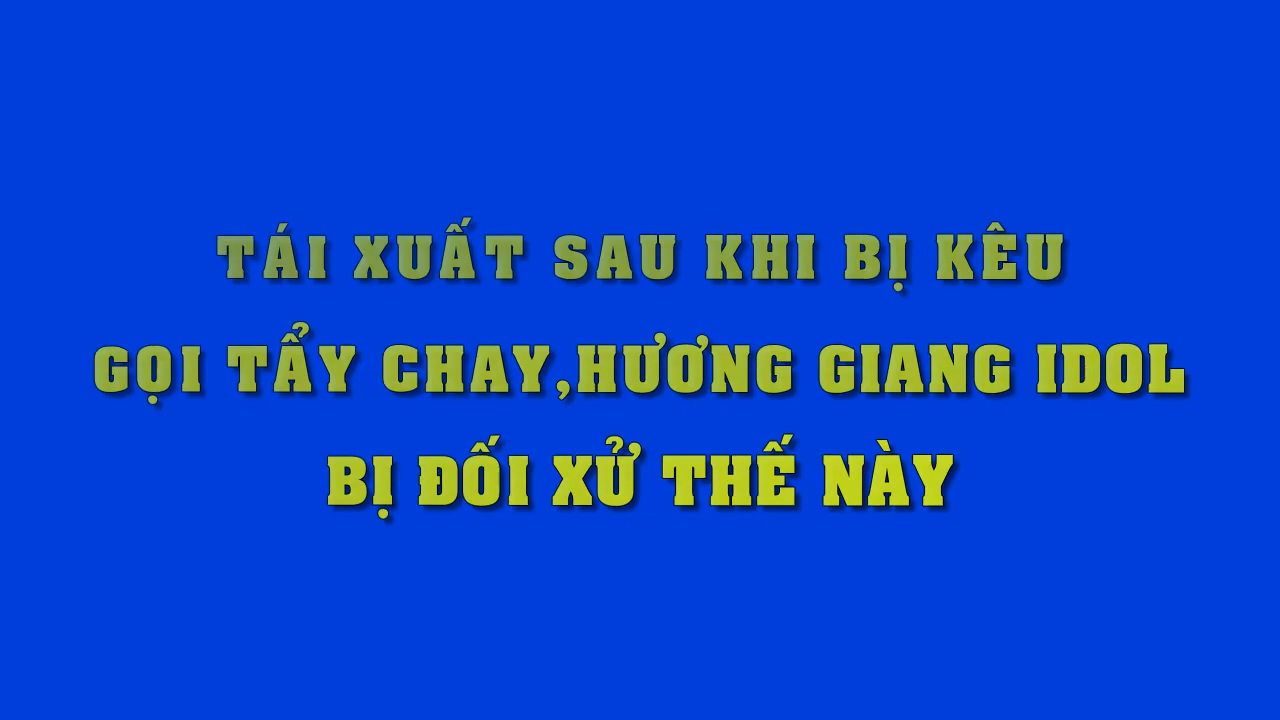 TÁI XUẤT SAU KHI BỊ KÊU
GỌI TẨY CHAY,HƯƠNG GIANG IDOL
BỊ ĐỐI XỬ THẾ NÀY